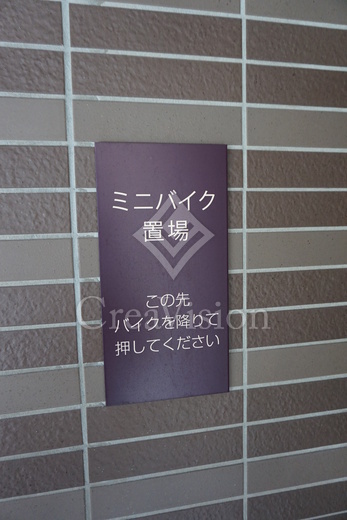 ミニバイク
置場
この先
バイクを降りて
押してください
Creativision